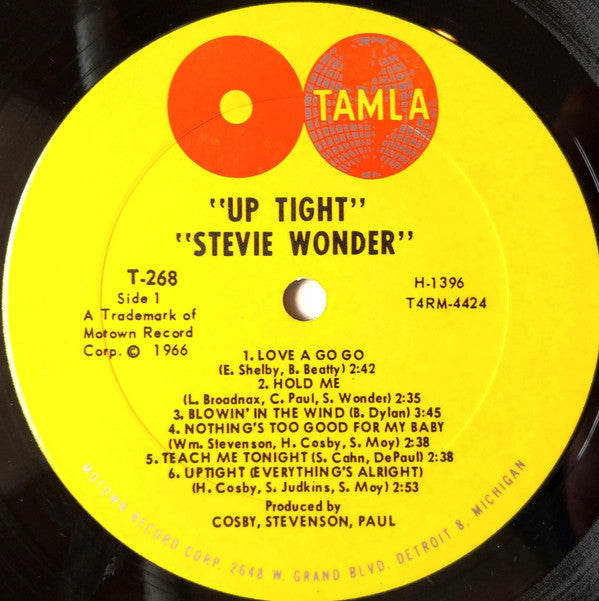 TAMLA
"UP TIGHT"
"STEVIE WONDER"
T-268
Side 1
A Trademark of
Motown Record
Corp. © 1966
H-1396
T4RM-4424
1. LOVE A GO GO
(E. Shelby, B. Beatty) 2:42
2. HOLD ME
(L. Broadnax, C. Paul, S. Wonder) 2:35
3. BLOWIN' IN THE WIND (B. Dylan) 3:45
4. NOTHING'S TOO GOOD FOR MY BABY
(Wm. Stevenson, H. Cosby, S. Moy) 2:38
5. TEACH ME TONIGHT (S. Cahn, DePaul) 2:38
6. UPTIGHT (EVERYTHING'S ALRIGHT)
(H. Cosby, S. Judkins, S. Moy) 2:53
Produced by
COSBY, STEVENSON, PAUL
MOTOWN RECORD CORP. 2648 W. GRAND BLVD. DETROIT 8, MICHIGAN